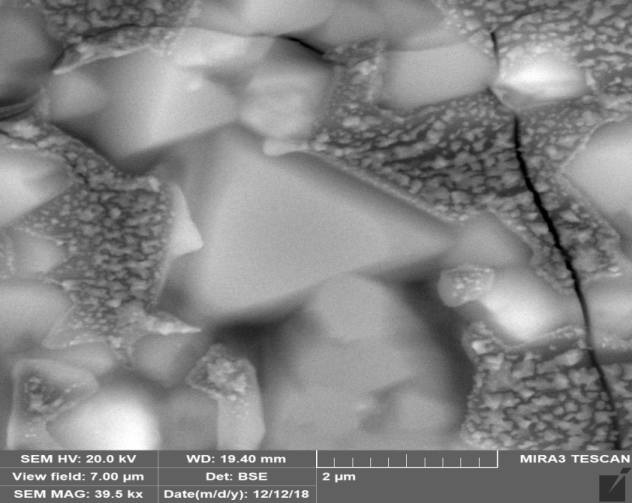 SEM HV: 20.0 kV
WD: 19.40 mm
MIRA3 TESCAN
View field: 7.00 µm
Det: BSE
2 µm
SEM MAG: 39.5 kx
Date(m/d/y): 12/12/18